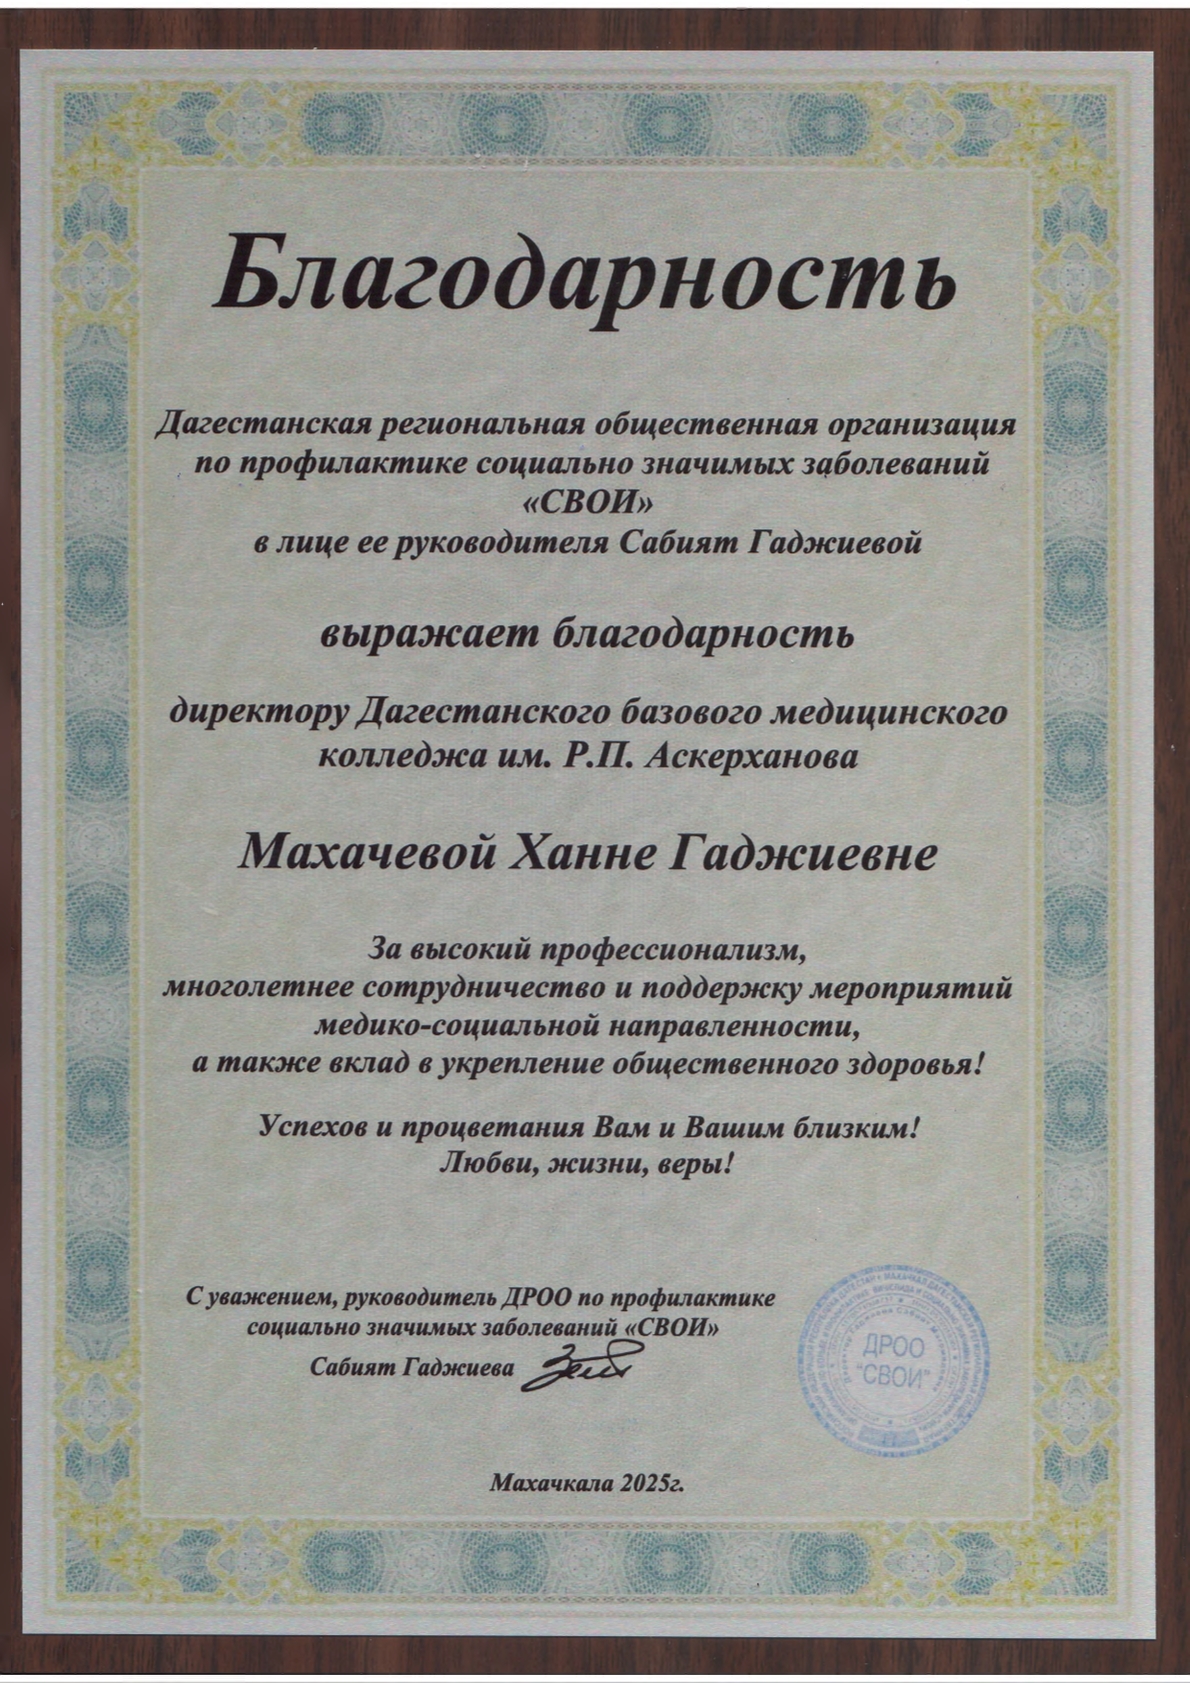 Благодарность
Дагестанская региональная общественная организация
по профилактике социально значимых заболеваний
«СВОИ»
в лице ее руководителя Сабият Гаджиевой
выражает благодарность
директору Дагестанского базового медицинского
колледжа им. Р.П. Аскерханова
Махачевой Ханне Гаджиевне
За высокий профессионализм,
многолетнее сотрудничество и поддержку мероприятий
медико-социальной направленности,
а также вклад в укрепление общественного здоровья!
Успехов и процветания Вам и Вашим близким!
Любви, жизни, веры!
С уважением, руководитель ДРОО по профилактике
социально значимых заболеваний «СВОИ»
Сабият Гаджиева
ДРОО
"СВОИ"
Махачкала 2025г.